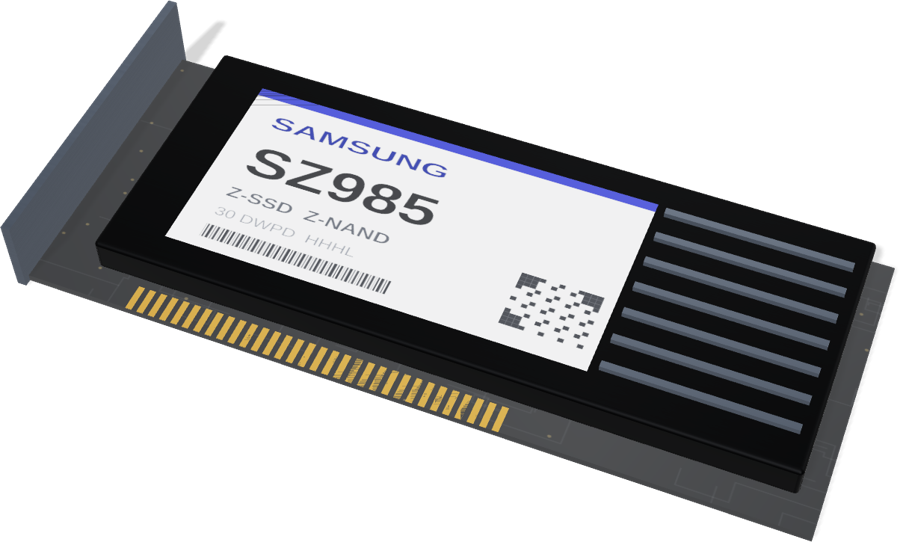 SAMSUNG
SZ985
Z-SSD Z-NAND
30 DWPD HHHL